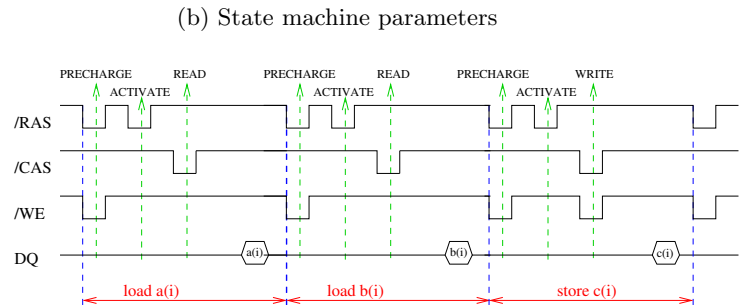 (b) State machine parameters
PRECHARGE READ PRECHARGE READ PRECHARGE WRITE
ACTIVATE ACTIVATE ACTIVATE
/RAS
/CAS
/WE
DQ a(i) b(i) c(i)
load a(i) load b(i) store c(i)